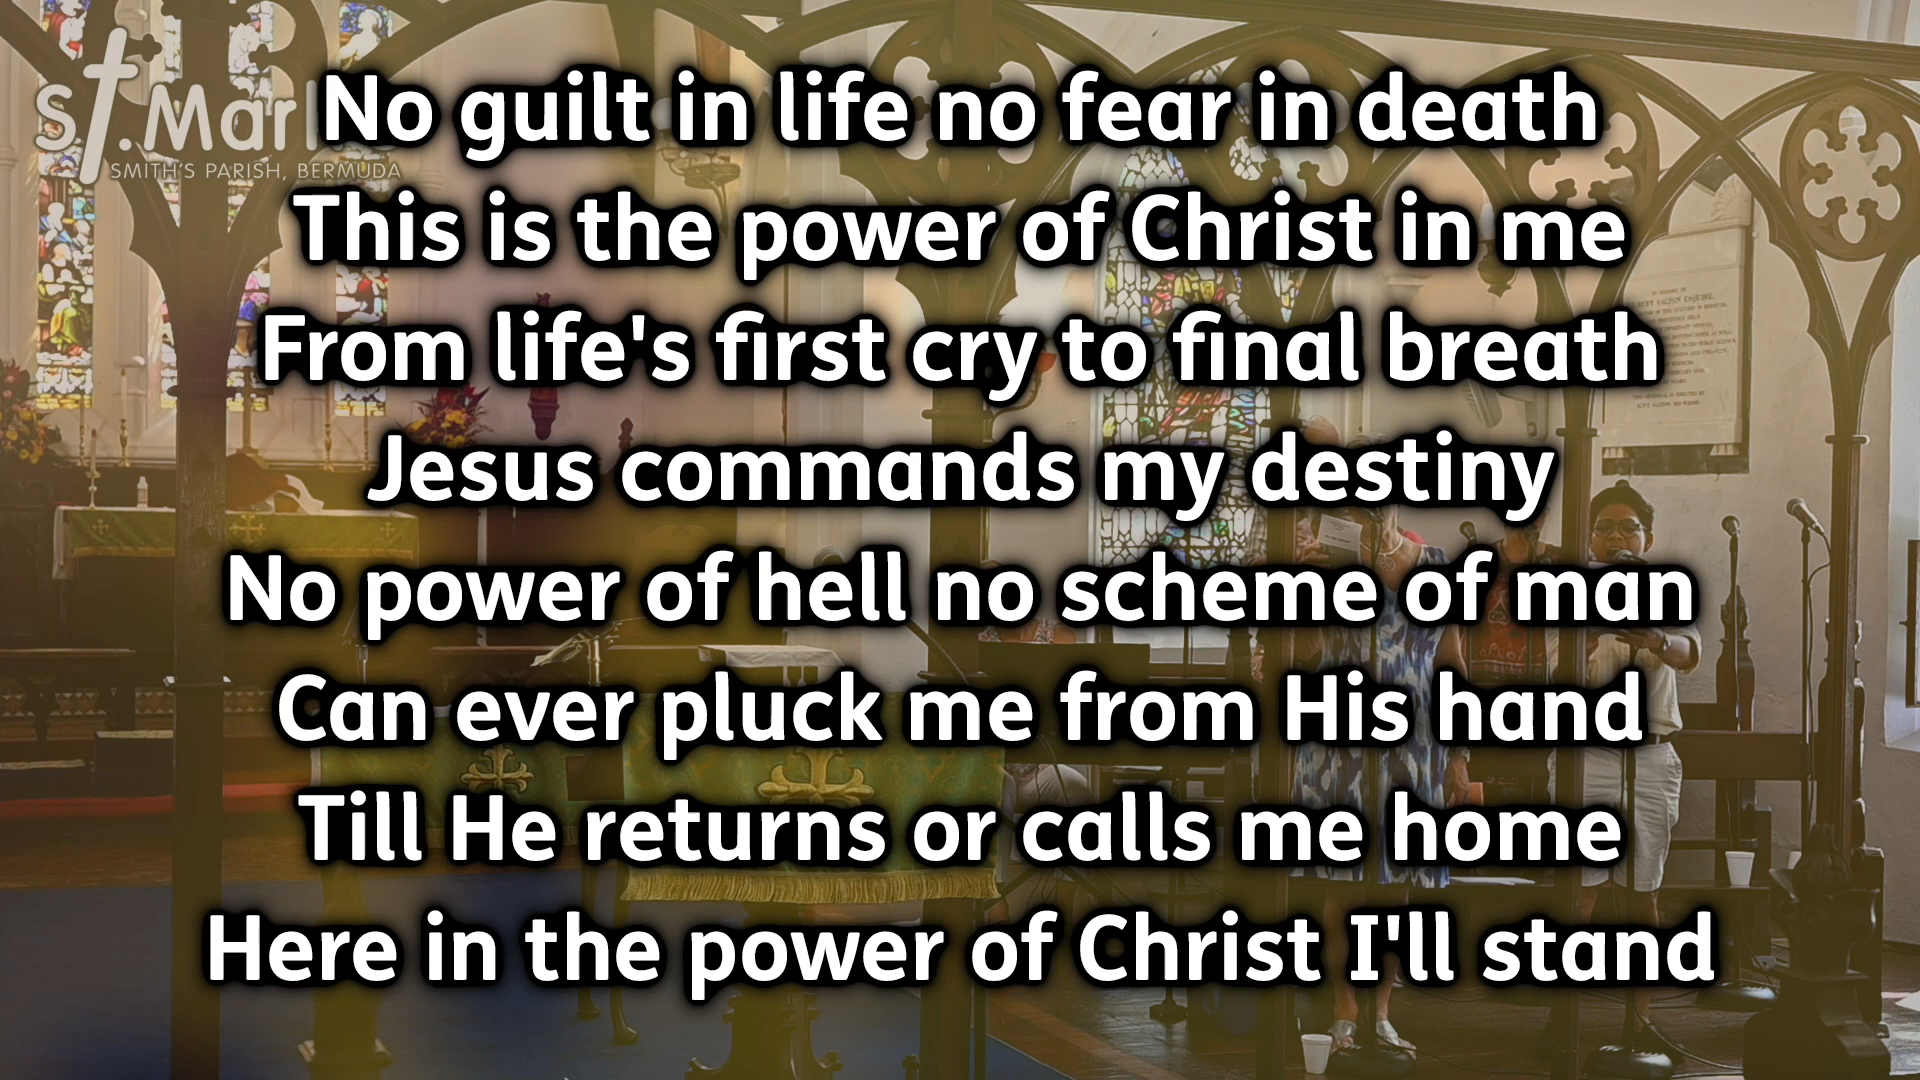 St. Mar
SMITH'S PARISH, BERMUDA
No guilt in life no fear in death
This is the power of Christ in me
From life's first cry to final breath
Jesus commands my destiny
No power of hell no scheme of man
Can ever pluck me from His hand
Till He returns or calls me home
Here in the power of Christ I'll stand